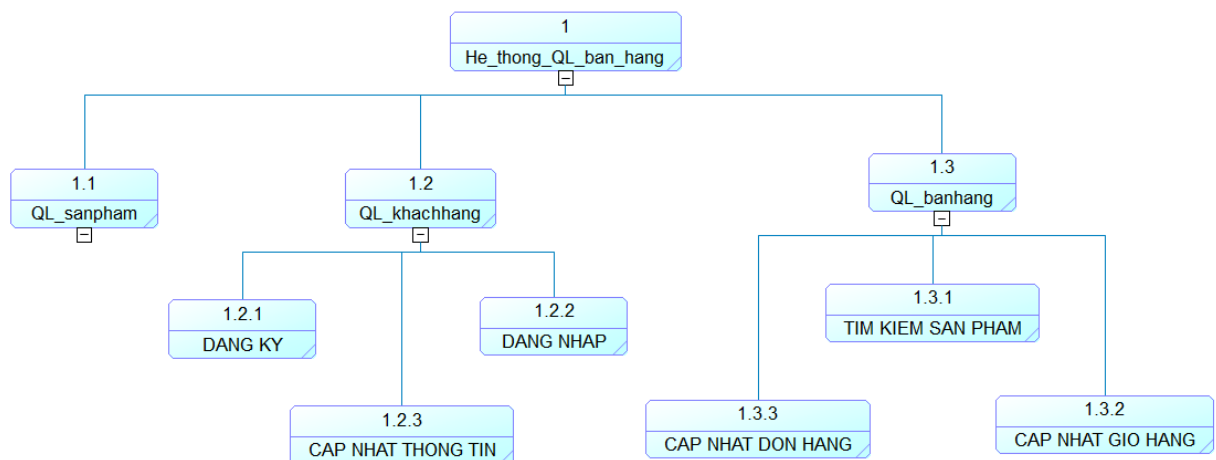 1
He_thong_QL_ban_hang
1.1
QL_sanpham
1.2
QL_khachhang
1.3
QL_banhang
1.2.1
DANG KY
1.2.2
DANG NHAP
1.2.3
CAP NHAT THONG TIN
1.3.1
TIM KIEM SAN PHAM
1.3.3
CAP NHAT DON HANG
1.3.2
CAP NHAT GIO HANG